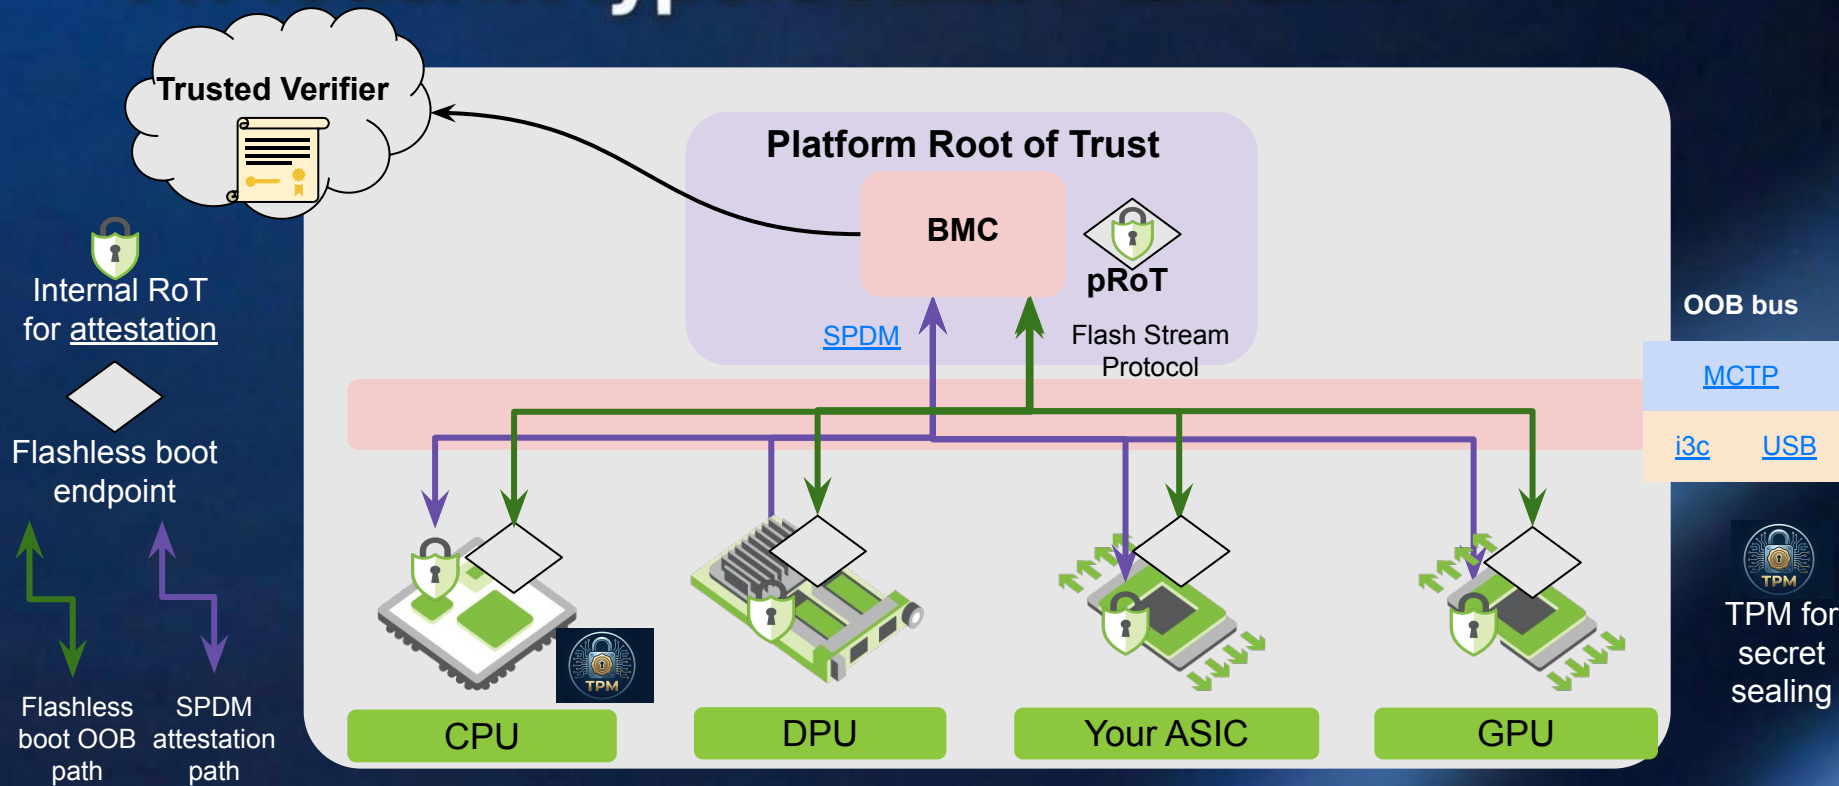 Trusted Verifier
Platform Root of Trust
BMC
pRoT
SPDM
Flash Stream
Protocol
Internal RoT
for attestation
Flashless boot
endpoint
Flashless
boot OOB
path
SPDM
attestation
path
OOB bus
MCTP
i3c
USB
TPM
TPM for
secret
sealing
TPM
CPU
DPU
Your ASIC
GPU